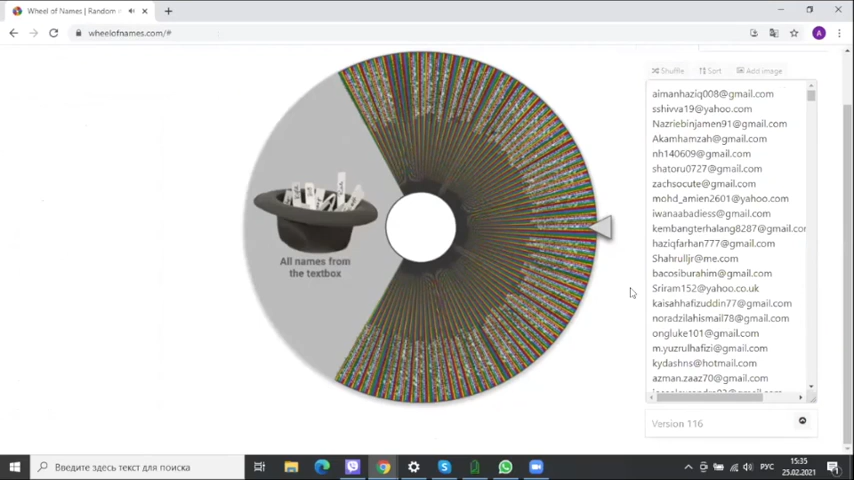 Wheel of Names | Random
wheelofnames.com/#
A
Shuffle
Sort
Add image
aimanhaziq008@gmail.com
sshivva19@yahoo.com
Nazriebinjamen91@gmail.com
Akamhamzah@gmail.com
nh140609@gmail.com
shatoru0727@gmail.com
zachsocute@gmail.com
mohd_amien2601@yahoo.com
iwanaabadiess@gmail.com
kembangterhalang8287@gmail.cor
haziqfarhan777@gmail.com
Shahrulljr@me.com
bacosiburahim@gmail.com
Sriram152@yahoo.co.uk
kaisahhafizuddin77@gmail.com
noradzilahismail78@gmail.com
ongluke101@gmail.com
m.yuzrulhafizi@gmail.com
kydashns@hotmail.com
azman.zaaz70@gmail.com
All names from
the textbox
Version 116
Введите здесь текст для поиска
РУС
15:35
25.02.2021